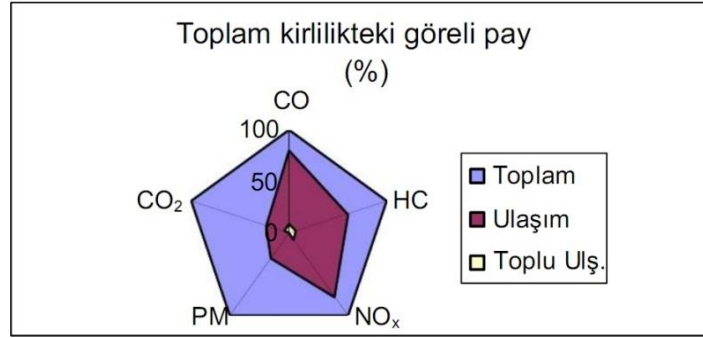 Toplam kirlilikteki göreli pay
(%)
CO
100
50
0
CO₂
HC
PM
NOₓ
Toplam
Ulaşım
Toplu Ulş.